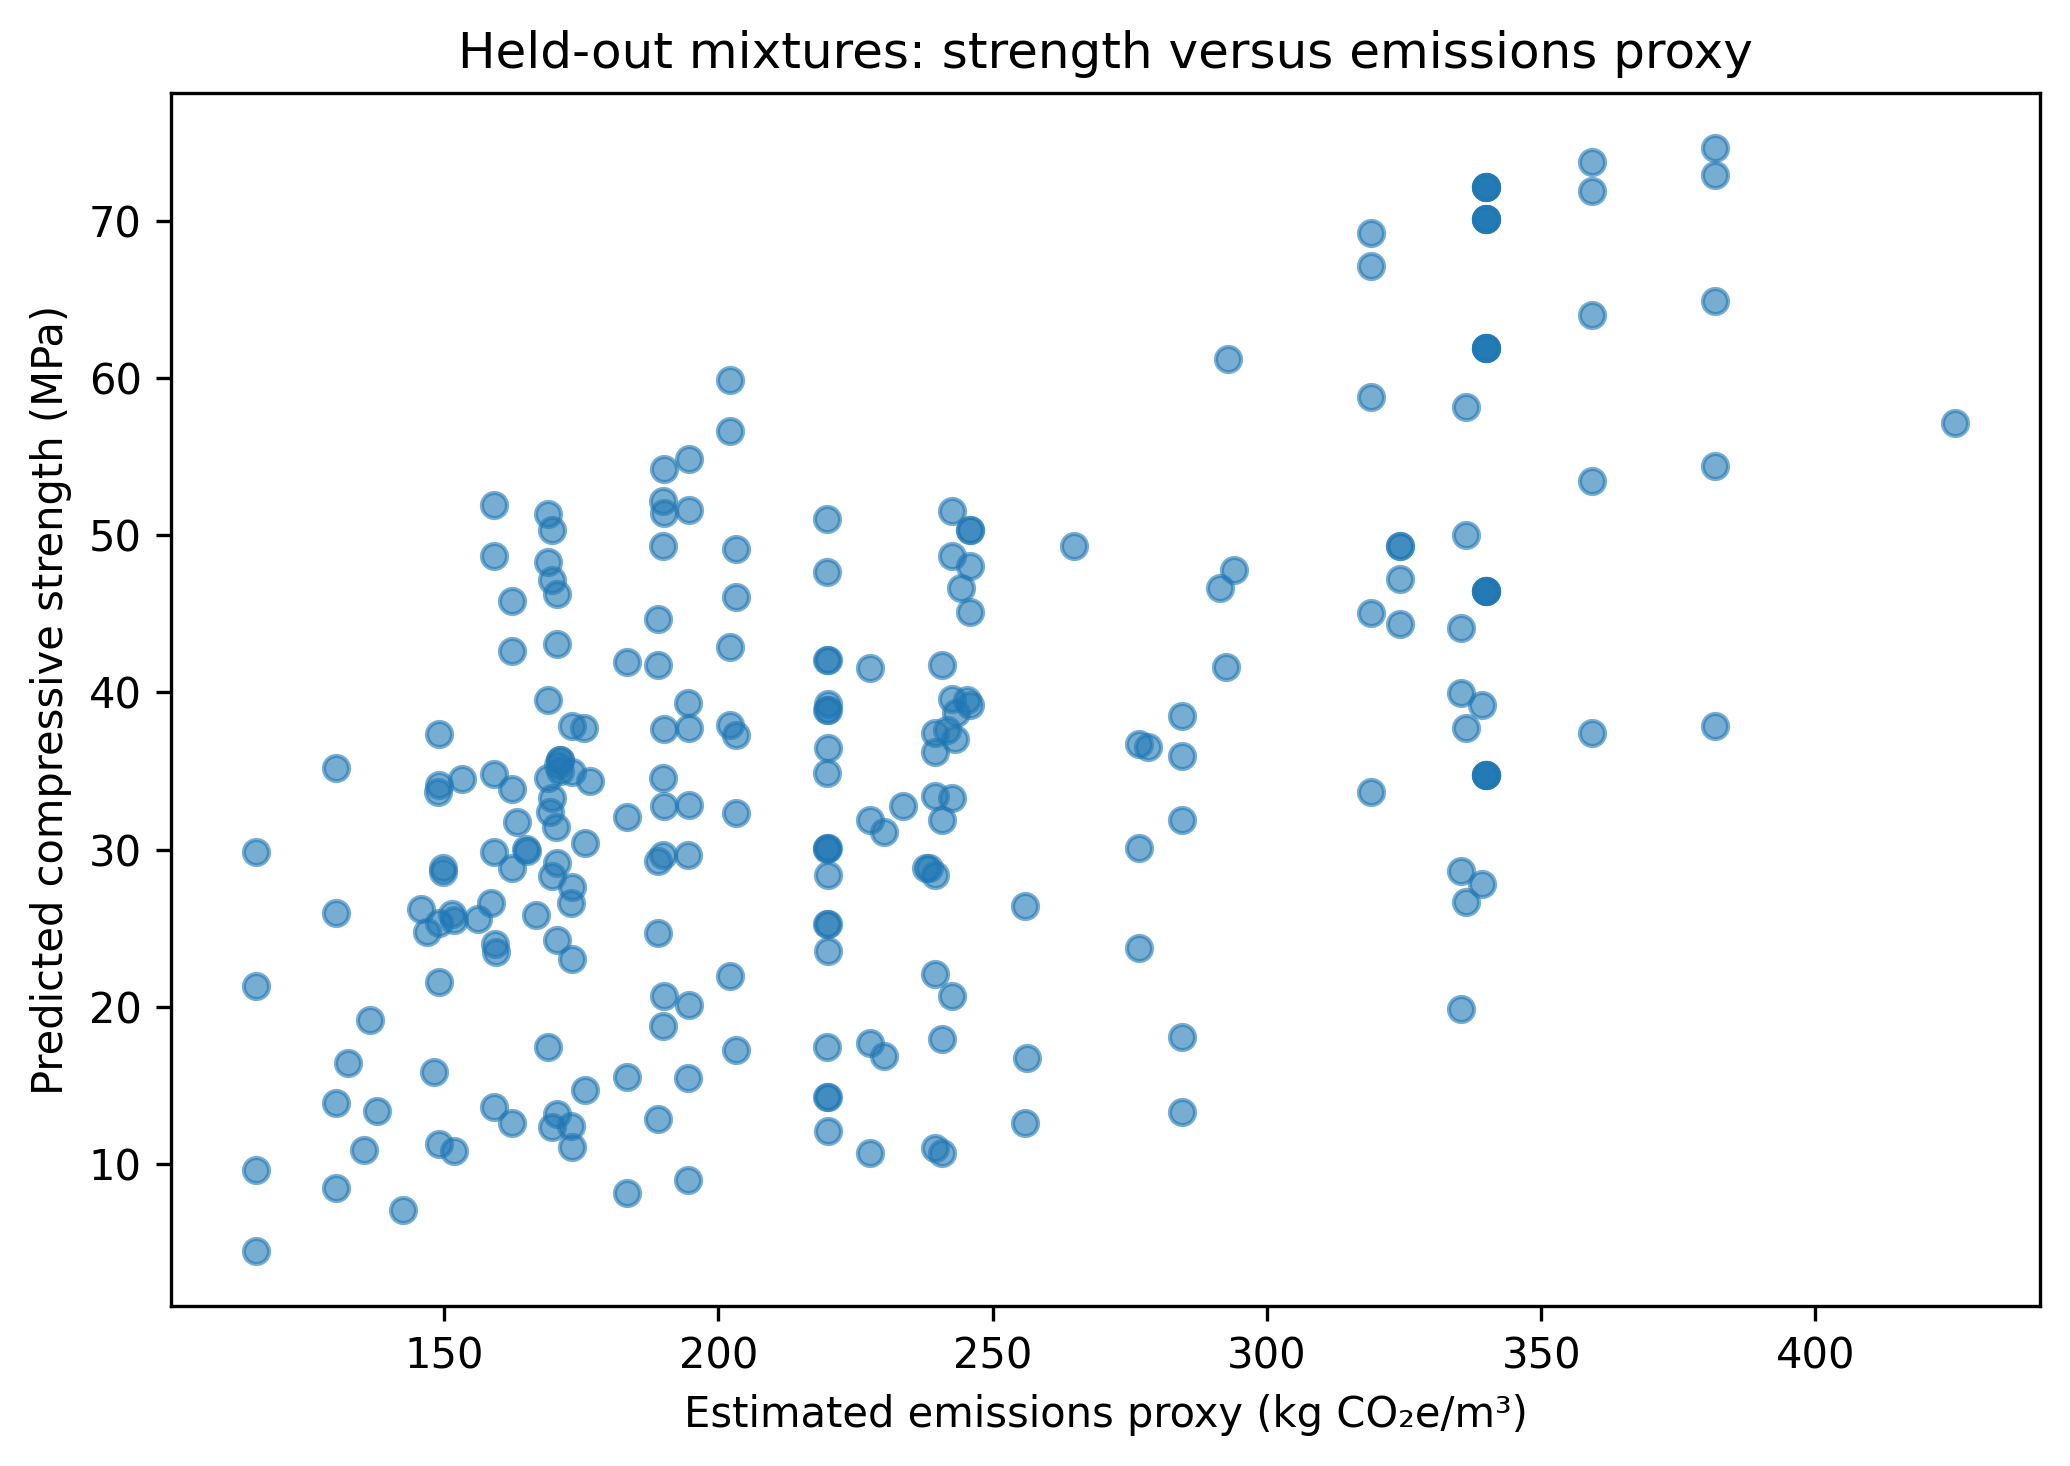 Held-out mixtures: strength versus emissions proxy
Predicted compressive strength (MPa)
70
60
50
40
30
20
10
150 200 250 300 350 400
Estimated emissions proxy (kg CO₂e/m³)